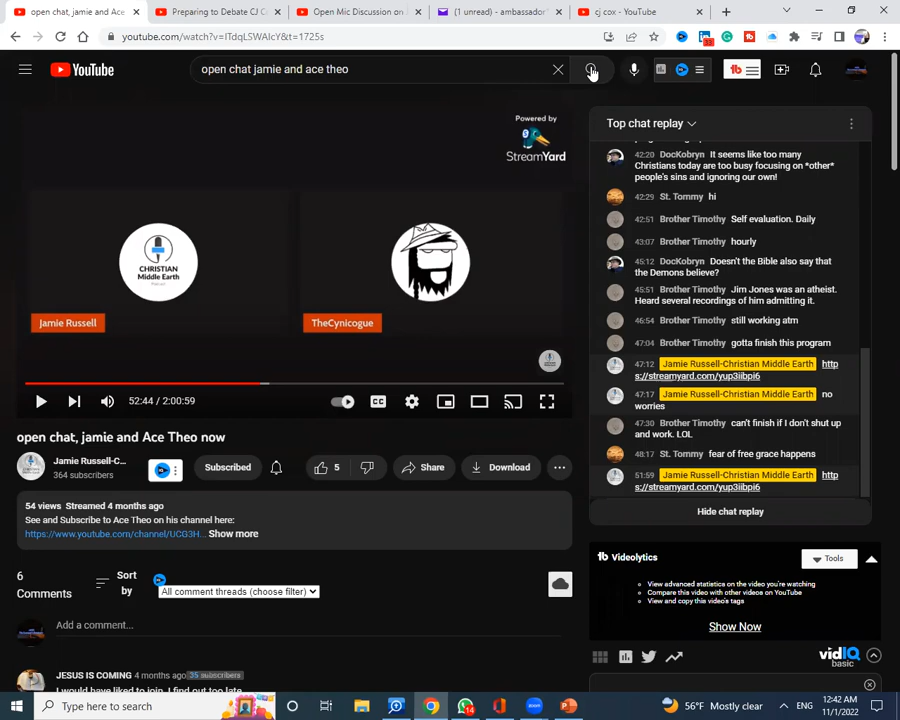 open chat, jamie and Ace
Preparing to Debate CJ C
Open Mic Discussion on
(1 unread) - ambassador'
cj cox - YouTube
youtube.com/watch?v=ITdqLSWAIcY&t=1725s
YouTube
open chat jamie and ace theo
Powered by
StreamYard
CHRISTIAN
Middle Earth
Podcast
Jamie Russell
TheCynicogue
52:44 / 2:00:59
open chat, jamie and Ace Theo now
Jamie Russell-C...
364 subscribers
Subscribed
5
Share
Download
54 views Streamed 4 months ago
See and Subscribe to Ace Theo on his channel here:
https://www.youtube.com/channel/UCG3H... Show more
6
Comments
Sort
by
All comment threads (choose filter)
Add a comment...
JESUS IS COMING 4 months ago 35 subscribers
I would have liked to join, I find out too late
Top chat replay
42:20 DocKobryn It seems like too many
Christians today are too busy focusing on *other*
people's sins and ignoring our own!
42:29 St. Tommy hi
42:51 Brother Timothy Self evaluation. Daily
43:07 Brother Timothy hourly
45:12 DocKobryn Doesn't the Bible also say that
the Demons believe?
45:51 Brother Timothy Jim Jones was an atheist.
Heard several recordings of him admitting it.
46:54 Brother Timothy still working atm
47:04 Brother Timothy gotta finish this program
47:12 Jamie Russell-Christian Middle Earth http
s://streamyard.com/yup3iibpi6
47:17 Jamie Russell-Christian Middle Earth no
worries
47:30 Brother Timothy can't finish if I don't shut up
and work. LOL
48:17 St. Tommy fear of free grace happens
51:59 Jamie Russell-Christian Middle Earth http
s://streamyard.com/yup3iibpi6
Hide chat replay
tb Videolytics
Tools
View advanced statistics on the video you're watching
Compare this video with other videos on YouTube
View and copy this video's tags
Show Now
vidIQ
basic
Type here to search
14
56°F Mostly clear
12:42 AM
11/1/2022